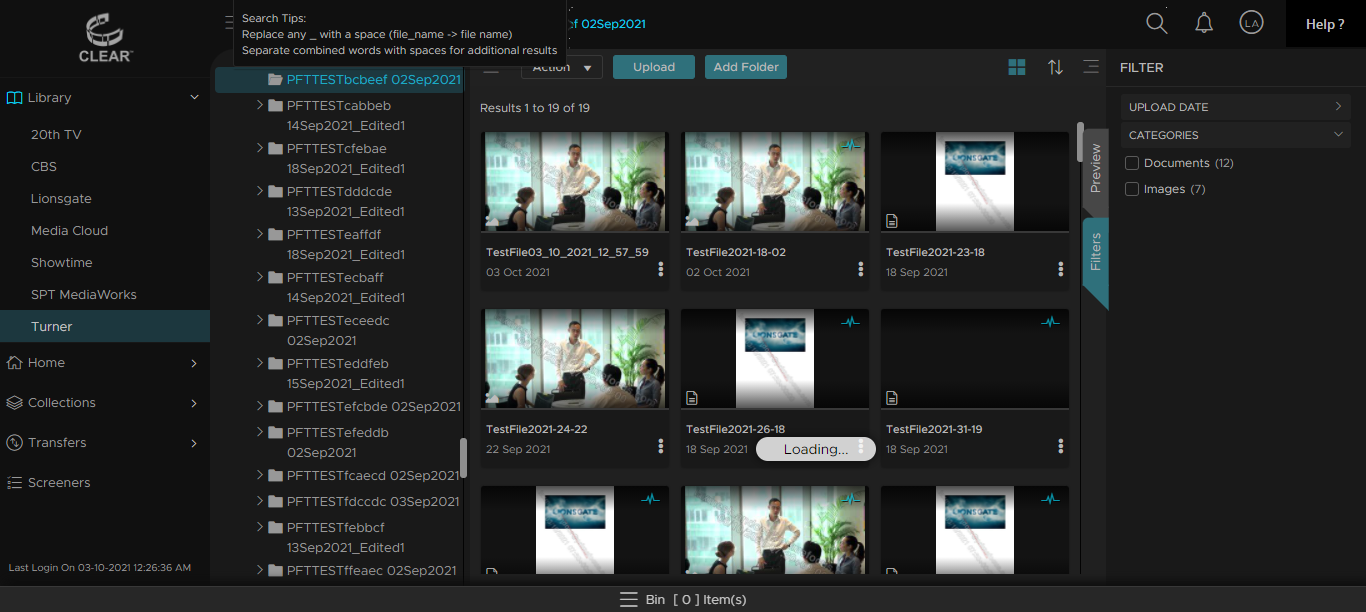 CLEAR
Search Tips:
Replace any _ with a space (file_name -> file name)
Separate combined words with spaces for additional results
f 02Sep2021
LA
Help ?
Library
20th TV
CBS
Lionsgate
Media Cloud
Showtime
SPT MediaWorks
Turner
Home
Collections
Transfers
Screeners
Last Login On 03-10-2021 12:26:36 AM
PFTTESTbcbeef 02Sep2021
PFTTESTcabbeb
14Sep2021_Edited1
PFTTESTcfebae
18Sep2021_Edited1
PFTTESTdddcde
13Sep2021_Edited1
PFTTESTeaffdf
18Sep2021_Edited1
PFTTESTecbaff
14Sep2021_Edited1
PFTTESTeceedc
02Sep2021
PFTTESTeddfeb
15Sep2021_Edited1
PFTTESTefcbde 02Sep2021
PFTTESTefeddb
02Sep2021
PFTTESTfcaecd 02Sep2021
PFTTESTfdccdc 03Sep2021
PFTTESTfebbcf
13Sep2021_Edited1
PFTTESTffeaec 02Sep2021
Action
Upload
Add Folder
Results 1 to 19 of 19
LIONSGATE
TestFile03_10_2021_12_57_59
03 Oct 2021
TestFile2021-18-02
02 Oct 2021
TestFile2021-23-18
18 Sep 2021
LIONSGATE
TestFile2021-24-22
22 Sep 2021
TestFile2021-26-18
18 Sep 2021
Loading...
TestFile2021-31-19
18 Sep 2021
LIONSGATE
LIONSGATE
Preview
Filters
FILTER
UPLOAD DATE
CATEGORIES
Documents (12)
Images (7)
Bin [ 0 ] Item(s)